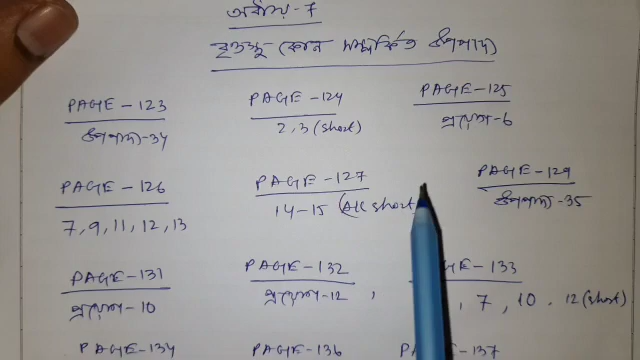 অধ্যায়-7
বৃত্তস্থ কোন সম্পর্কিত উপপাদ্য
PAGE-123
উপপাদ্য-34
PAGE-124
2,3 (short)
PAGE-125
প্রয়োগ-6
PAGE-126
7, 9, 11, 12, 13
PAGE-127
14-15 (All short
PAGE-129
উপপাদ্য-35
PAGE-131
প্রয়োগ-10
PAGE-132
প্রয়োগ-12 ,
GE-133
, 7, 10. 12 (short)
PAGE-134
PAGE-136
PA -137